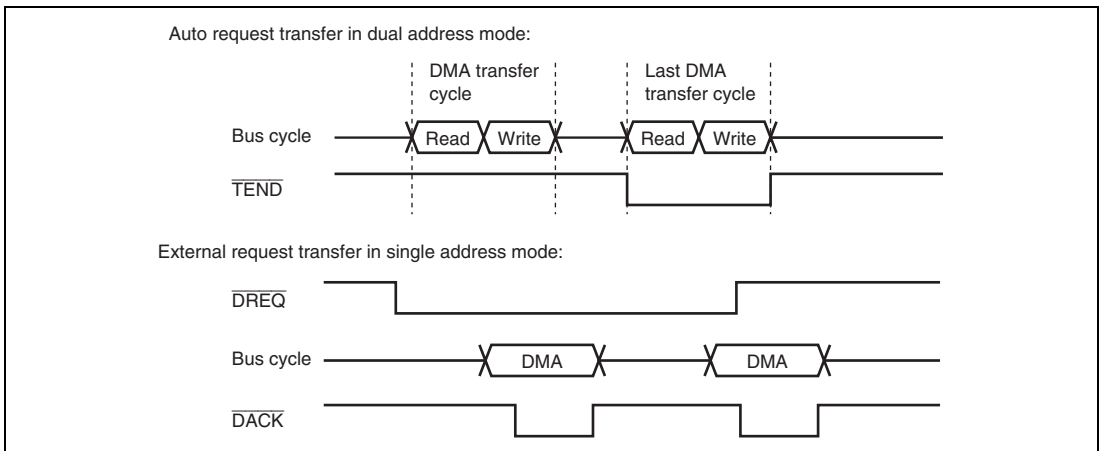 Auto request transfer in dual address mode:
DMA transfer
cycle
Last DMA
transfer cycle
Bus cycle
Read
Write
Read
Write
TEND
External request transfer in single address mode:
DREQ
Bus cycle
DMA
DMA
DACK